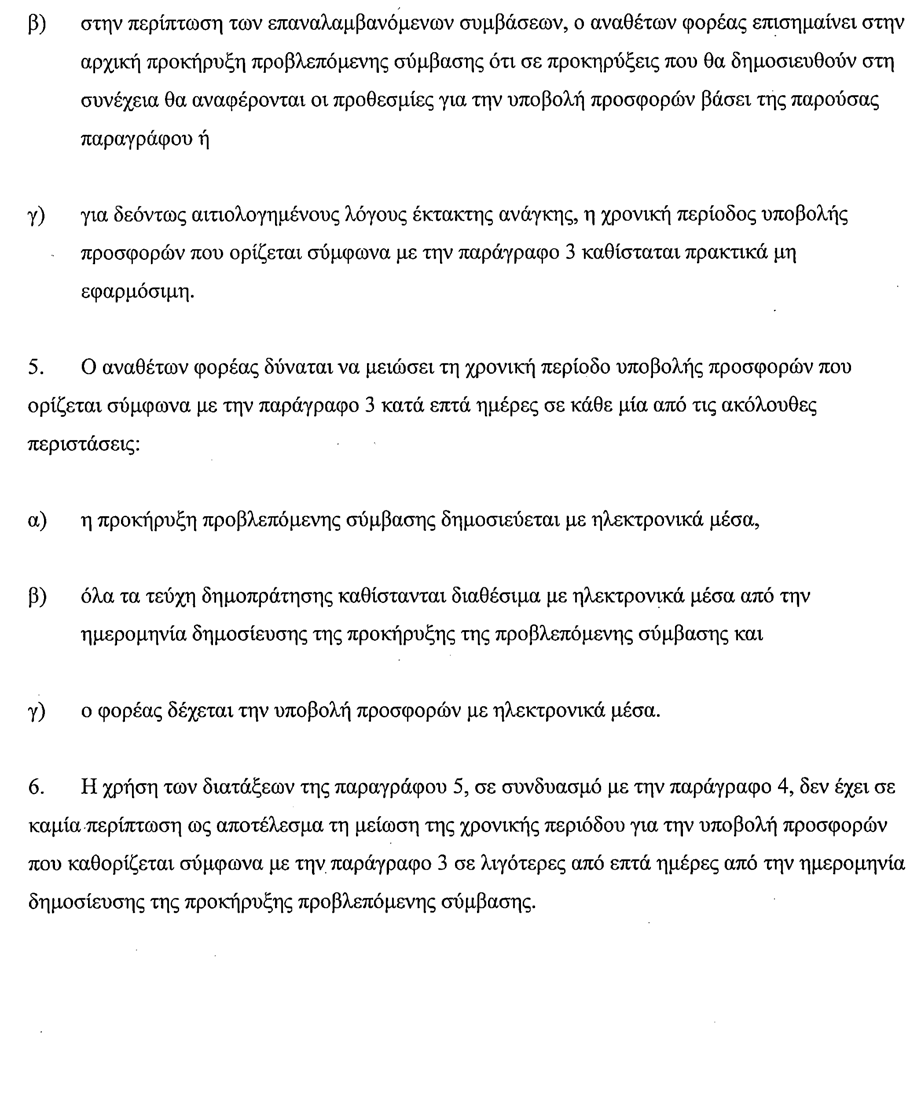 β) στην περίπτωση των επαναλαμβανόμενων συμβάσεων, ο αναθέτων φορέας επισημαίνει στην
αρχική προκήρυξη προβλεπόμενης σύμβασης ότι σε προκηρύξεις που θα δημοσιευθούν στη
συνέχεια θα αναφέρονται οι προθεσμίες για την υποβολή προσφορών βάσει της παρούσας
παραγράφου ή
γ) για δεόντως αιτιολογημένους λόγους έκτακτης ανάγκης, η χρονική περίοδος υποβολής
προσφορών που ορίζεται σύμφωνα με την παράγραφο 3 καθίσταται πρακτικά μη
εφαρμόσιμη.
5. Ο αναθέτων φορέας δύναται να μειώσει τη χρονική περίοδο υποβολής προσφορών που
ορίζεται σύμφωνα με την παράγραφο 3 κατά επτά ημέρες σε κάθε μία από τις ακόλουθες
περιστάσεις:
α) η προκήρυξη προβλεπόμενης σύμβασης δημοσιεύεται με ηλεκτρονικά μέσα,
β) όλα τα τεύχη δημοπράτησης καθίστανται διαθέσιμα με ηλεκτρονικά μέσα από την
ημερομηνία δημοσίευσης της προκήρυξης της προβλεπόμενης σύμβασης και
γ) ο φορέας δέχεται την υποβολή προσφορών με ηλεκτρονικά μέσα.
6. Η χρήση των διατάξεων της παραγράφου 5, σε συνδυασμό με την παράγραφο 4, δεν έχει σε
καμία περίπτωση ως αποτέλεσμα τη μείωση της χρονικής περιόδου για την υποβολή προσφορών
που καθορίζεται σύμφωνα με την παράγραφο 3 σε λιγότερες από επτά ημέρες από την ημερομηνία
δημοσίευσης της προκήρυξης προβλεπόμενης σύμβασης.